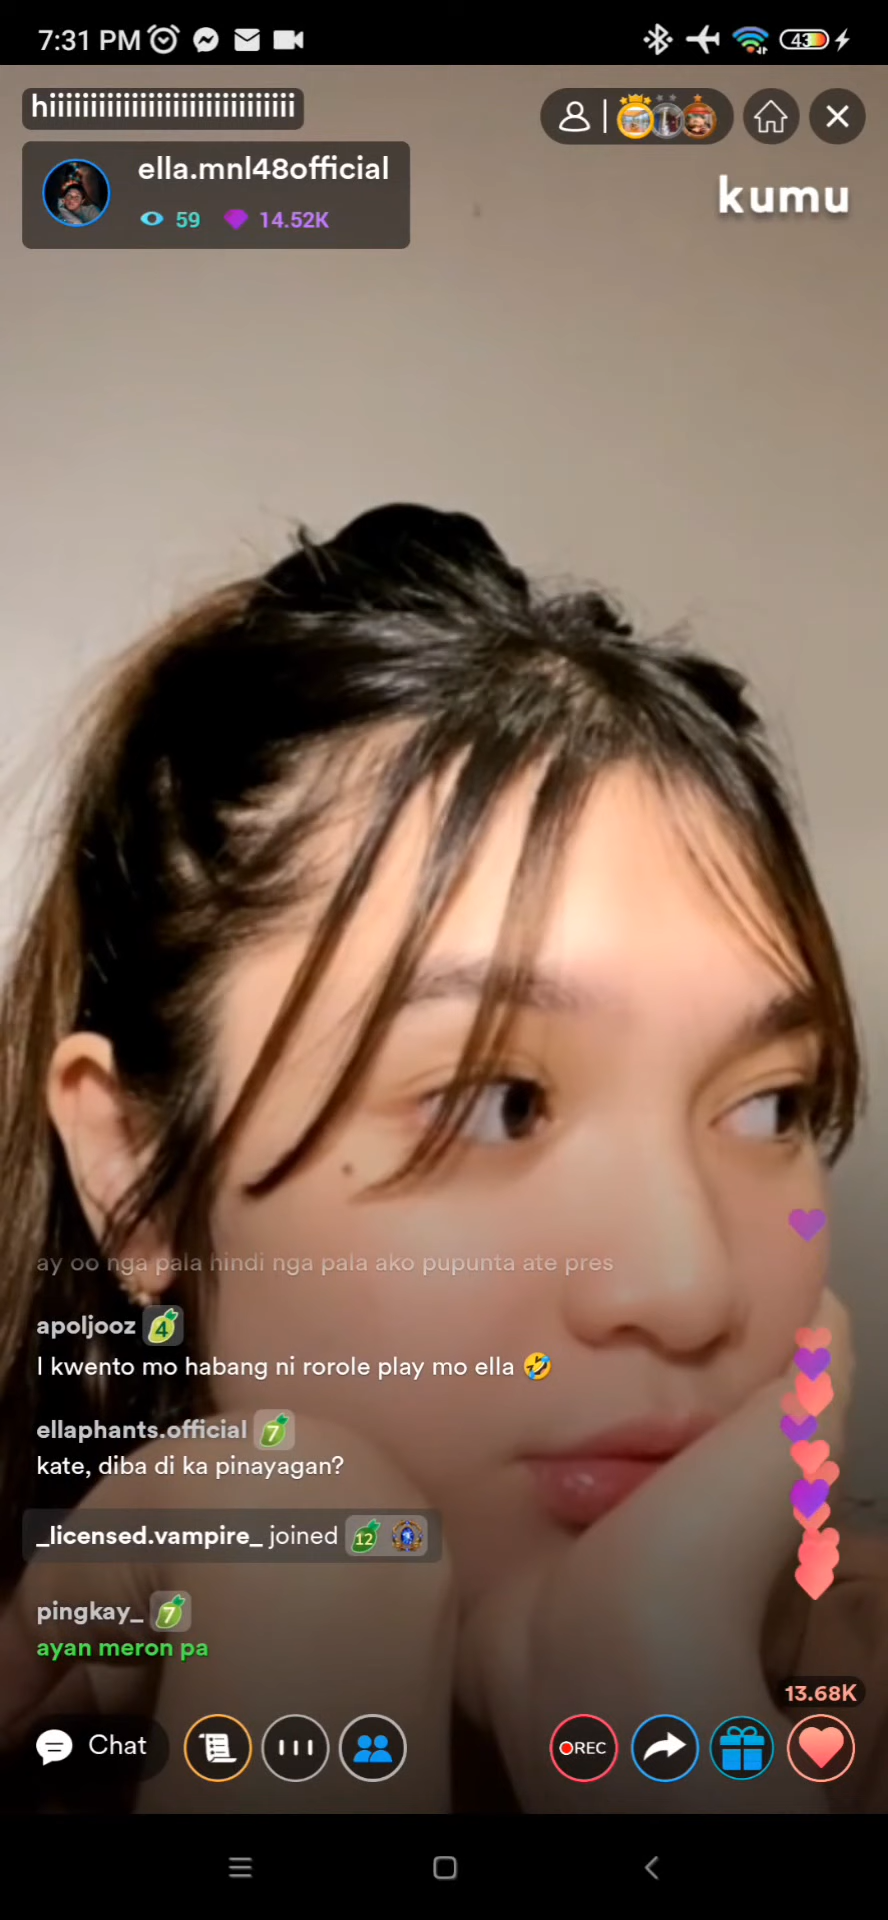 7:31 PM
43
hiiiiiiiiiiiiiiiiiiiiiiiiiiiii
ella.mnl48official
59 14.52K
kumu
ay oo nga pala hindi nga pala ako pupunta ate pres
apoljooz 4
I kwento mo habang ni rorole play mo ella 🤣
ellaphants.official 7
kate, diba di ka pinayagan?
_licensed.vampire_ joined 12
pingkay_ 7
ayan meron pa
13.68K
Chat
REC